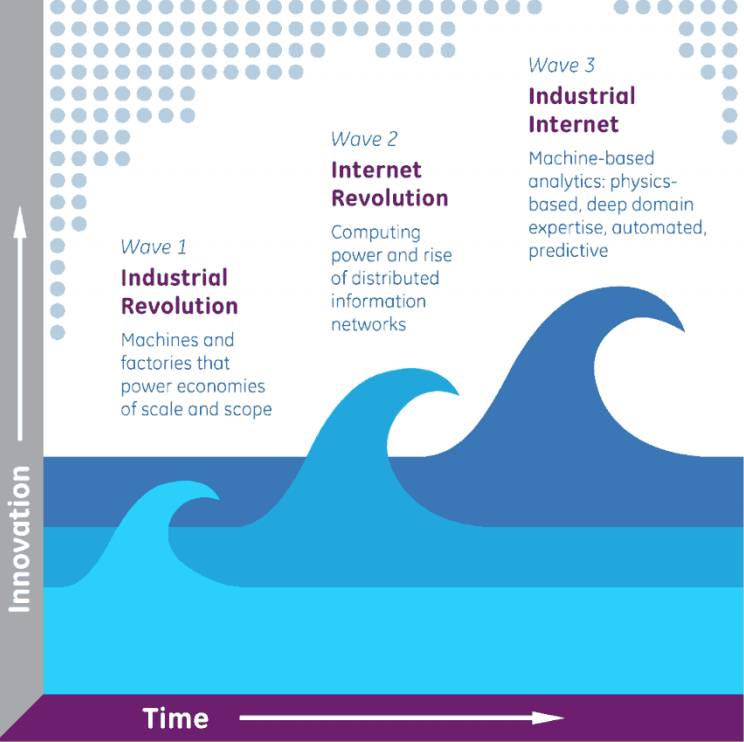 Wave 1
Industrial
Revolution
Machines and
factories that
power economies
of scale and scope
Wave 2
Internet
Revolution
Computing
power and rise
of distributed
information
networks
Wave 3
Industrial
Internet
Machine-based
analytics: physics-
based, deep domain
expertise, automated,
predictive
Innovation
Time